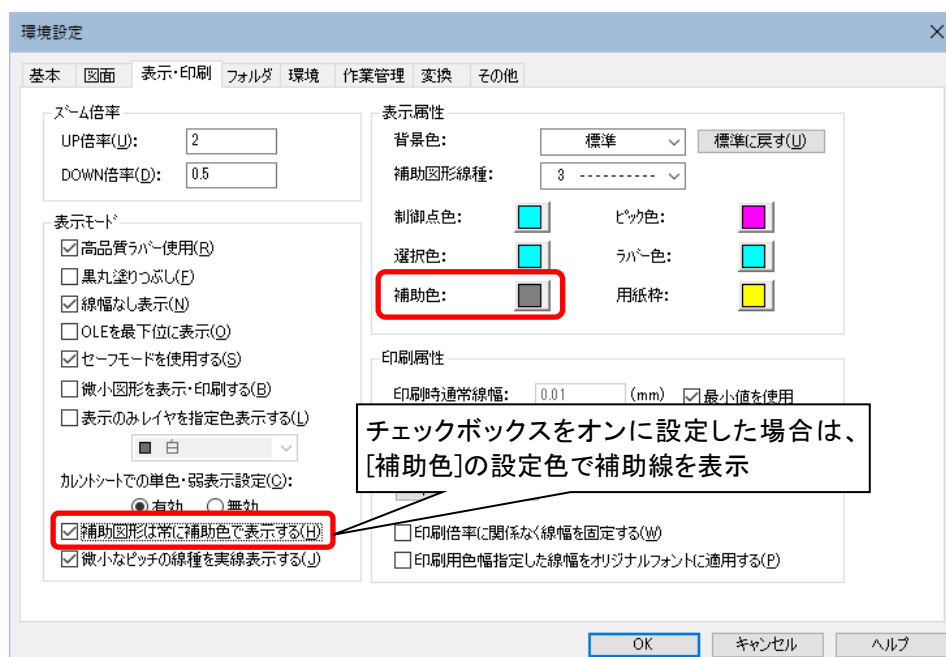 環境設定
基本 図面 表示・印刷 フォルダ 環境 作業管理 変換 その他
ズーム倍率
UP倍率(U): 2
DOWN倍率(D): 0.5
表示モード
高品質ラバー使用(R)
黒丸塗りつぶし(F)
線幅なし表示(N)
OLEを最下位に表示(O)
セーフモードを使用する(S)
微小図形を表示・印刷する(B)
表示のみレイヤを指定色表示する(L)
白
カレントシートでの単色・弱表示設定(C):
有効 無効
補助図形は常に補助色で表示する(H)
微小なピッチの線種を実線表示する(J)
表示属性
背景色: 標準 標準に戻す(U)
補助図形線種: 3 ----------
制御点色: ピック色:
選択色: ラバー色:
補助色: 用紙枠:
印刷属性
印刷時通常線幅: 0.01 (mm) 最小値を使用
チェックボックスをオンに設定した場合は、
[補助色]の設定色で補助線を表示
印刷倍率に関係なく線幅を固定する(W)
印刷用色幅指定した線幅をオリジナルフォントに適用する(P)
OK キャンセル ヘルプ